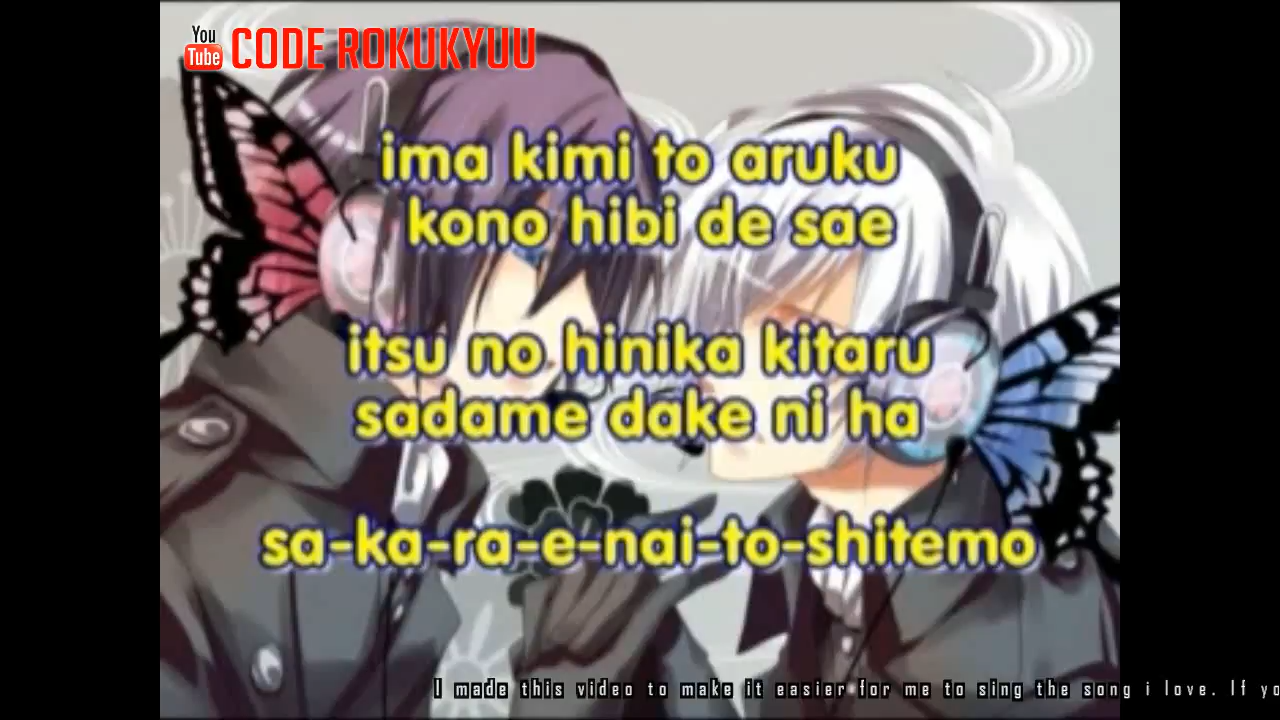 You
Tube CODE ROKUKYUU
ima kimi to aruku
kono hibi de sae
itsu no hinika kitaru
sadame dake ni ha
sa-ka-ra-e-nai-to-shitemo
I made this video to make it easier for me to sing the song i love. If yo